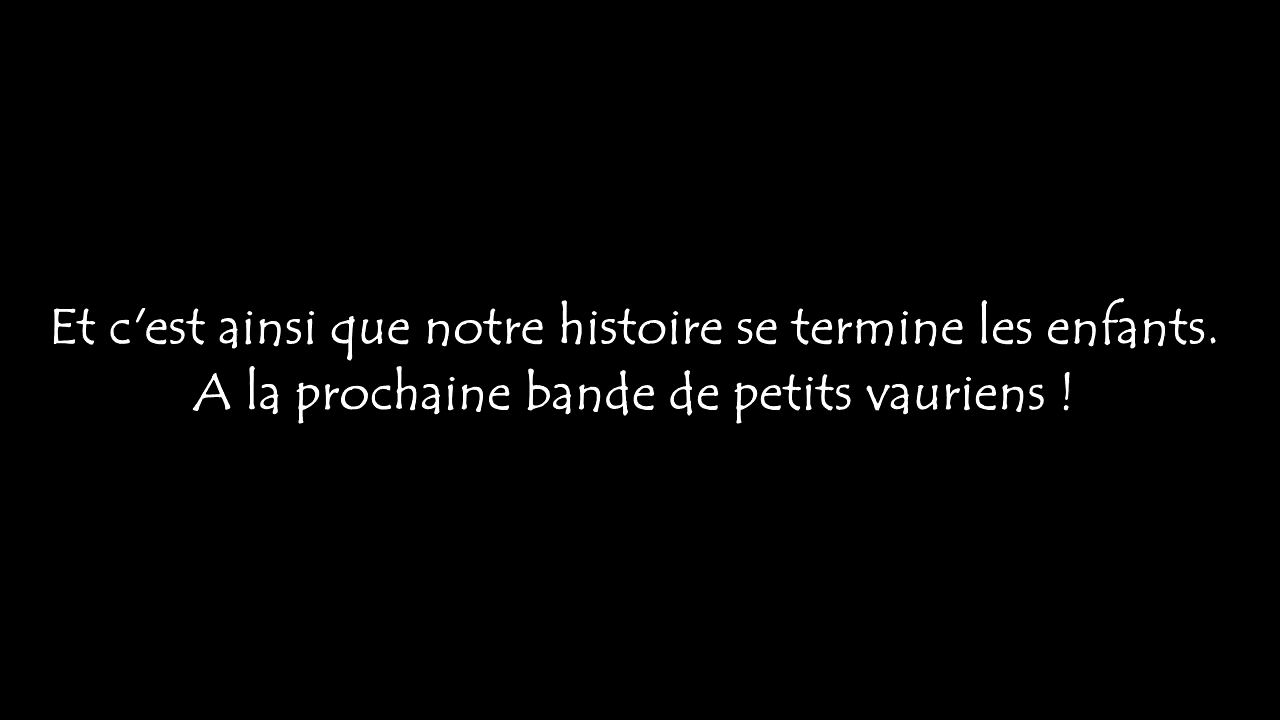 Et c'est ainsi que notre histoire se termine les enfants.
A la prochaine bande de petits vauriens !